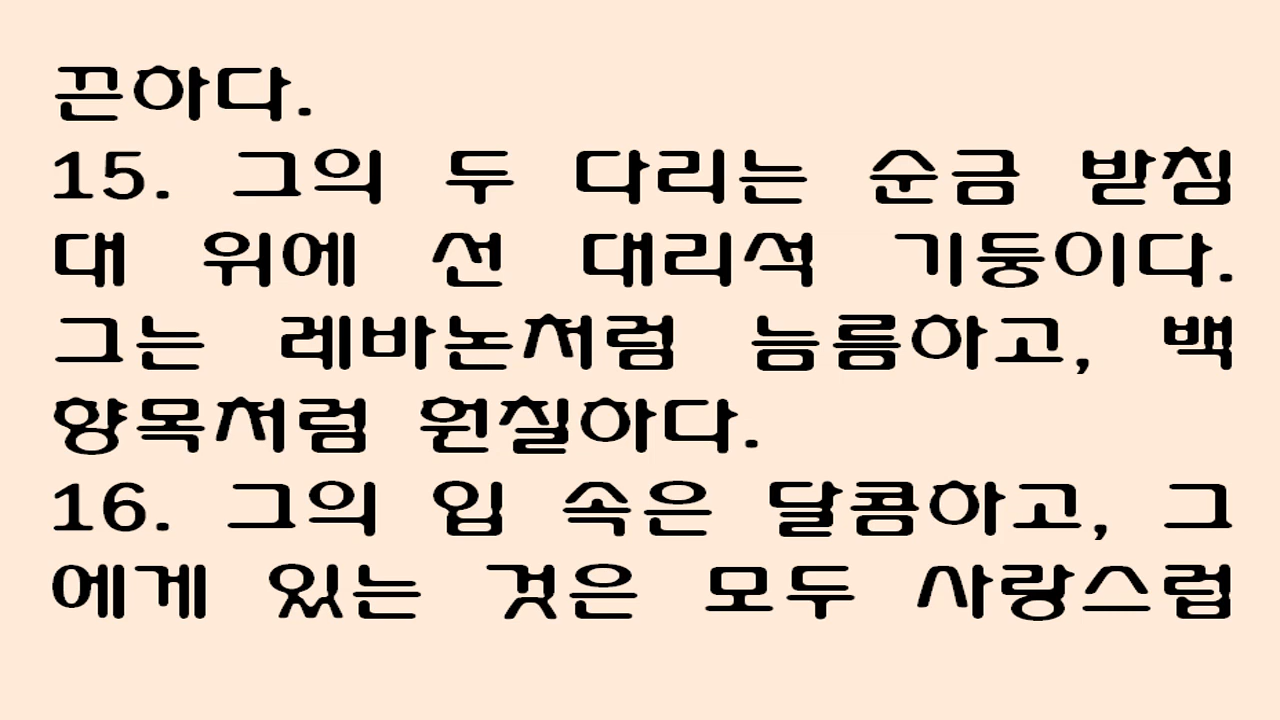 끈하다.
15. 그의 두 다리는 순금 받침
대 위에 선 대리석 기둥이다.
그는 레바논처럼 늠름하고, 백
향목처럼 원칠하다.
16. 그의 입 속은 달콤하고, 그
에게 있는 것은 모두 사랑스럽